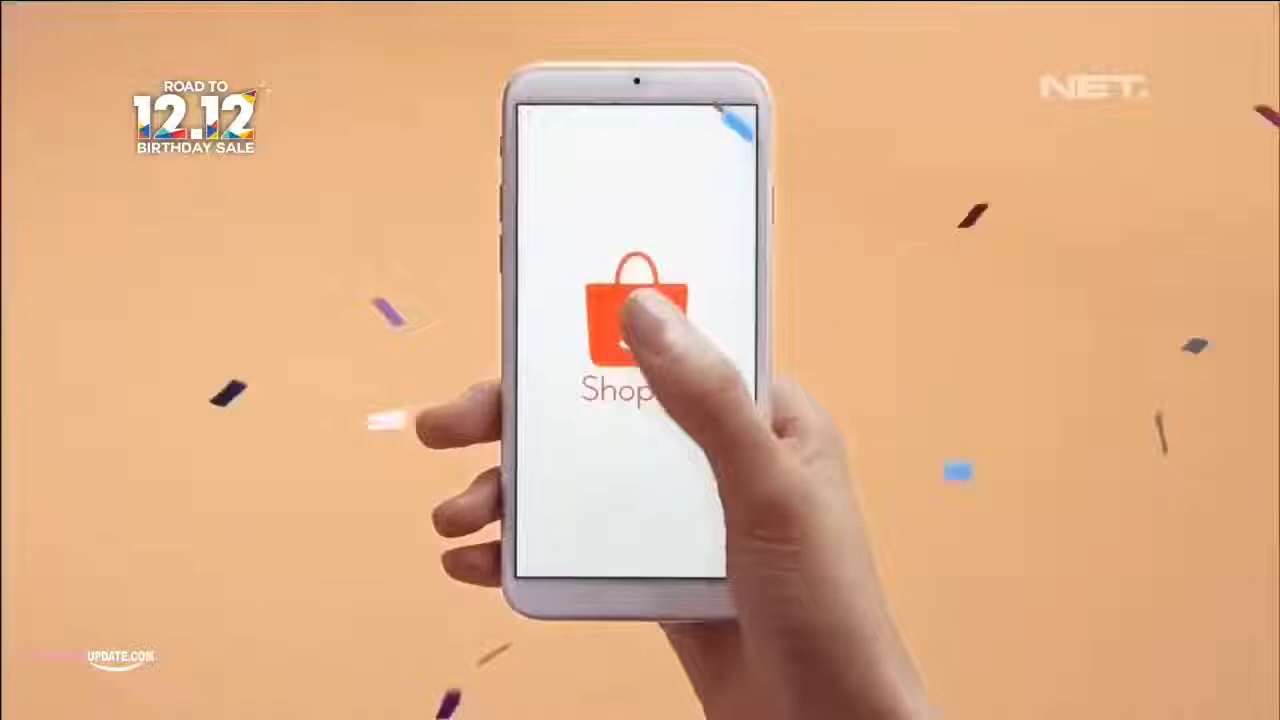 ROAD TO
12.12
BIRTHDAY SALE
NET.
Shop
UPDATE.COM